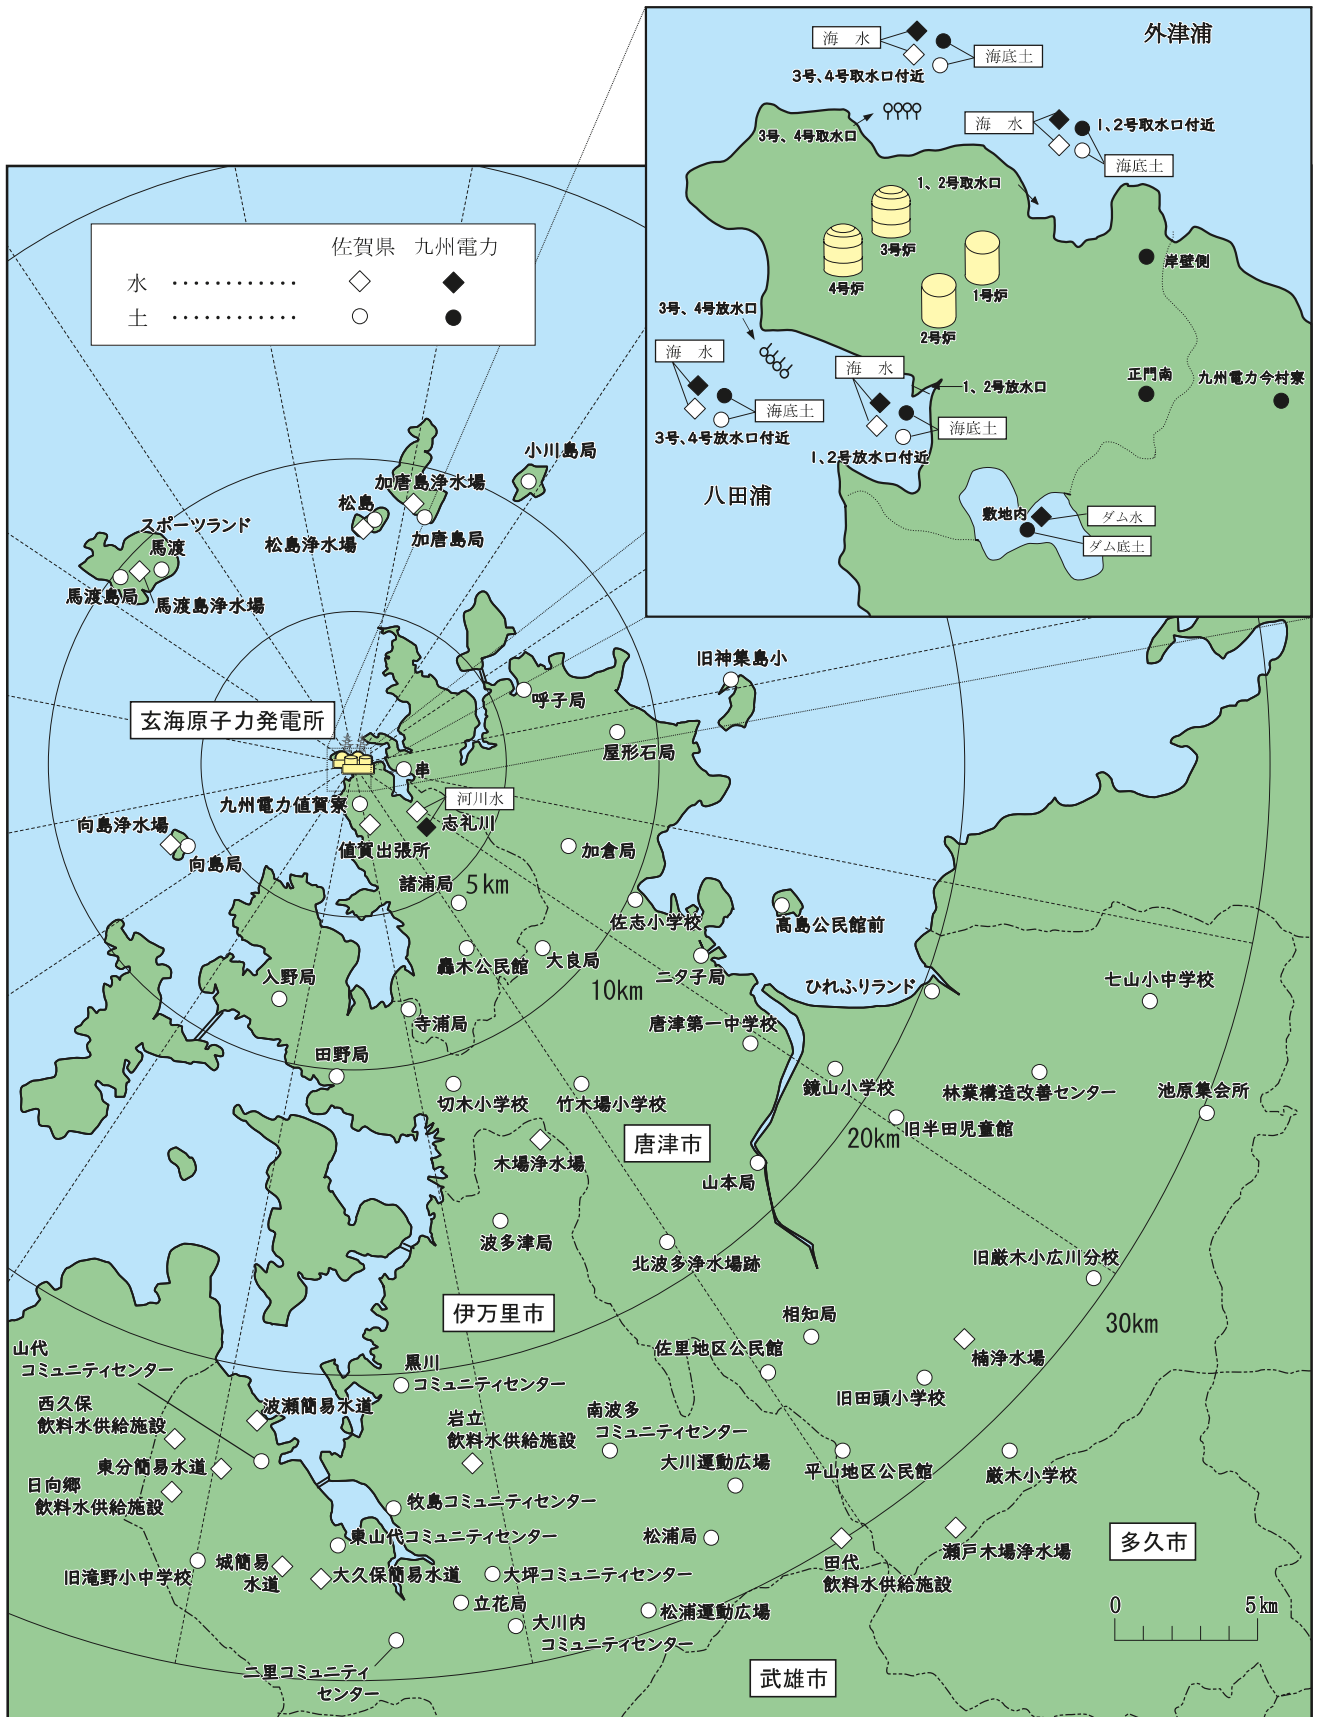 外津浦
海 水
海底土
3号、4号取水口付近
3号、4号取水口
海 水
1、2号取水口付近
海底土
1、2号取水口
3号炉
4号炉
1号炉
2号炉
岸壁側
3号、4号放水口
海 水
海底土
3号、4号放水口付近
海 水
1、2号放水口
海底土
1、2号放水口付近
正門南
九州電力今村寮
八田浦
敷地内
ダム水
ダム底土
佐賀県 九州電力
水 …………
土 …………
小川島局
加唐島浄水場
松島
加唐島局
松島浄水場
スポーツランド
馬渡
馬渡島局
馬渡島浄水場
旧神集島小
呼子局
玄海原子力発電所
屋形石局
串
九州電力値賀寮
河川水
志礼川
値賀出張所
向島浄水場
向島局
加倉局
諸浦局
5km
佐志小学校
高島公民館前
轟木公民館
大良局
二タ子局
入野局
10km
ひれふりランド
七山小中学校
寺浦局
唐津第一中学校
田野局
切木小学校
竹木場小学校
鏡山小学校
林業構造改善センター
池原集会所
旧半田児童館
20km
唐津市
木場浄水場
山本局
波多津局
北波多浄水場跡
旧厳木小広川分校
伊万里市
相知局
30km
山代
コミュニティセンター
黒川
コミュニティセンター
佐里地区公民館
楠浄水場
旧田頭小学校
西久保
飲料水供給施設
波瀬簡易水道
岩立
飲料水供給施設
南波多
コミュニティセンター
大川運動広場
東分簡易水道
平山地区公民館
厳木小学校
日向郷
飲料水供給施設
牧島コミュニティセンター
東山代コミュニティセンター
松浦局
瀬戸木場浄水場
多久市
旧滝野小中学校
城簡易
水道
大久保簡易水道
大坪コミュニティセンター
田代
飲料水供給施設
立花局
松浦運動広場
大川内
コミュニティセンター
0 5km
二里コミュニティ
センター
武雄市